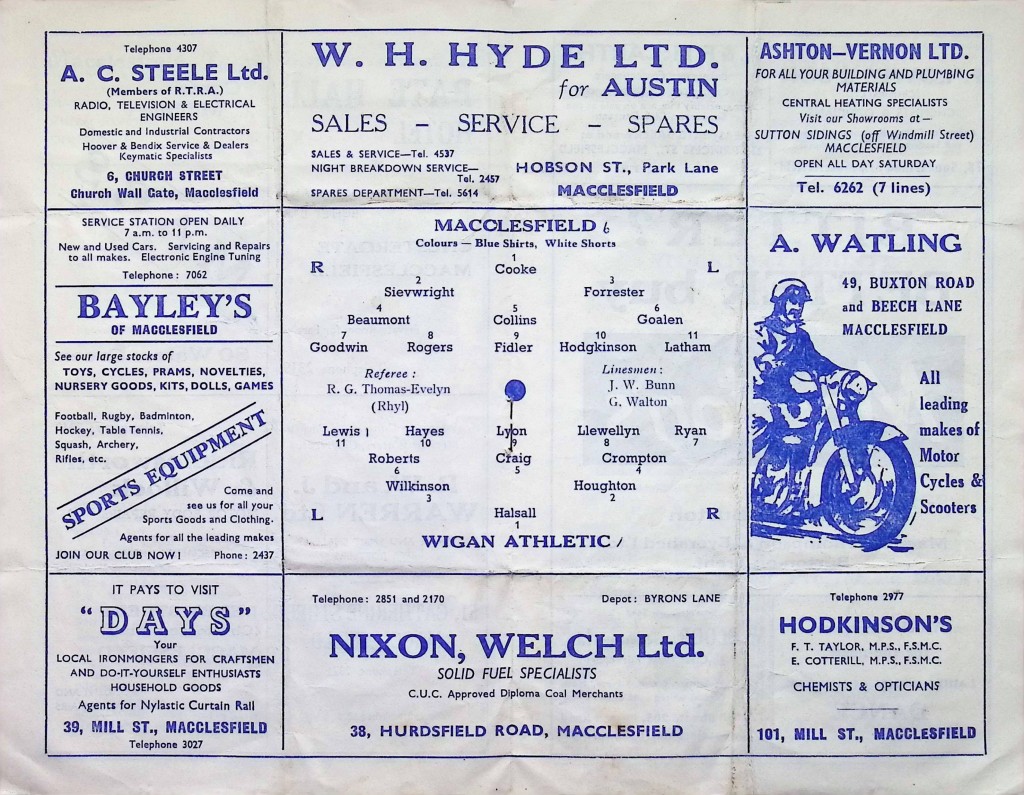 Telephone 4307
A. C. STEELE Ltd.
(Members of R.T.R.A.)
RADIO, TELEVISION & ELECTRICAL
ENGINEERS
Domestic and Industrial Contractors
Hoover & Bendix Service & Dealers
Keymatic Specialists
6, CHURCH STREET
Church Wall Gate, Macclesfield
W. H. HYDE LTD.
for AUSTIN
SALES - SERVICE - SPARES
SALES & SERVICE—Tel. 4537
NIGHT BREAKDOWN SERVICE—
Tel. 2457
SPARES DEPARTMENT—Tel. 5614
HOBSON ST., Park Lane
MACCLESFIELD
ASHTON—VERNON LTD.
FOR ALL YOUR BUILDING AND PLUMBING
MATERIALS
CENTRAL HEATING SPECIALISTS
Visit our Showrooms at —
SUTTON SIDINGS (off Windmill Street)
MACCLESFIELD
OPEN ALL DAY SATURDAY
Tel. 6262 (7 lines)
SERVICE STATION OPEN DAILY
7 a.m. to 11 p.m.
New and Used Cars. Servicing and Repairs
to all makes. Electronic Engine Tuning
Telephone: 7062
BAYLEY'S
OF MACCLESFIELD
See our large stocks of
TOYS, CYCLES, PRAMS, NOVELTIES,
NURSERY GOODS, KITS, DOLLS, GAMES
Football, Rugby, Badminton,
Hockey, Table Tennis,
Squash, Archery,
Rifles, etc.
SPORTS EQUIPMENT
Come and
see us for all your
Sports Goods and Clothing.
Agents for all the leading makes
JOIN OUR CLUB NOW! Phone: 2437
MACCLESFIELD 6
Colours — Blue Shirts, White Shorts
R L
1
Cooke
2 3
Sievwright Forrester
4 5 6
Beaumont Collins Goalen
7 8 9 10 11
Goodwin Rogers Fidler Hodgkinson Latham
Referee:
R. G. Thomas-Evelyn
(Rhyl)
Linesmen:
J. W. Bunn
G. Walton
Lewis 1 Hayes Lyon Llewellyn Ryan
11 10 9 8 7
Roberts Craig Crompton
6 5 4
Wilkinson Houghton
3 2
Halsall
1
L R
WIGAN ATHLETIC 1
A. WATLING
49, BUXTON ROAD
and BEECH LANE
MACCLESFIELD
All
leading
makes of
Motor
Cycles &
Scooters
IT PAYS TO VISIT
"DAYS"
Your
LOCAL IRONMONGERS FOR CRAFTSMEN
AND DO-IT-YOURSELF ENTHUSIASTS
HOUSEHOLD GOODS
Agents for Nylastic Curtain Rail
39, MILL ST., MACCLESFIELD
Telephone 3027
Telephone: 2851 and 2170 Depot: BYRONS LANE
NIXON, WELCH Ltd.
SOLID FUEL SPECIALISTS
C.U.C. Approved Diploma Coal Merchants
38, HURDSFIELD ROAD, MACCLESFIELD
Telephone 2977
HODKINSON'S
F. T. TAYLOR, M.P.S., F.S.M.C.
E. COTTERILL, M.P.S., F.S.M.C.
CHEMISTS & OPTICIANS
101, MILL ST., MACCLESFIELD